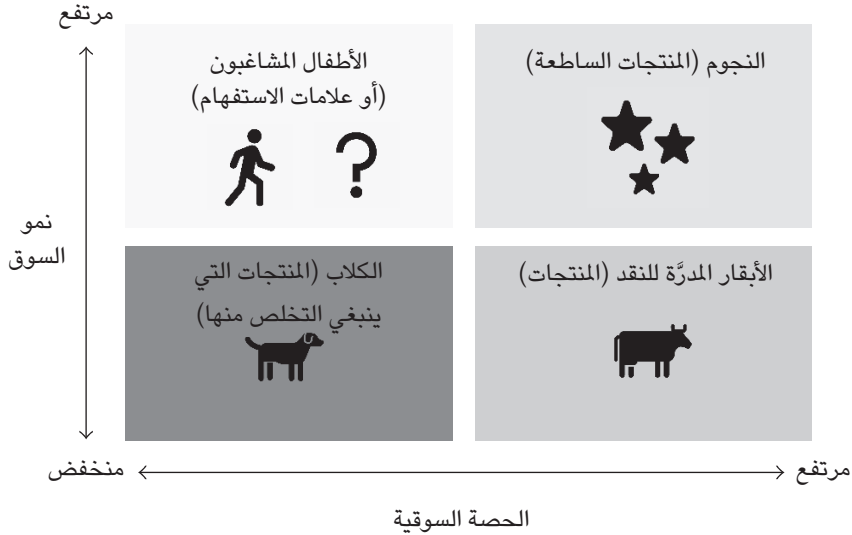 مرتفع
النجوم (المنتجات الساطعة)
الأطفال المشاغبون
(أو علامات الاستفهام)
?
نمو
السوق
الأبقار المدرَّة للنقد (المنتجات)
الكلاب (المنتجات التي
ينبغي التخلص منها)
مرتفع
منخفض
الحصة السوقية